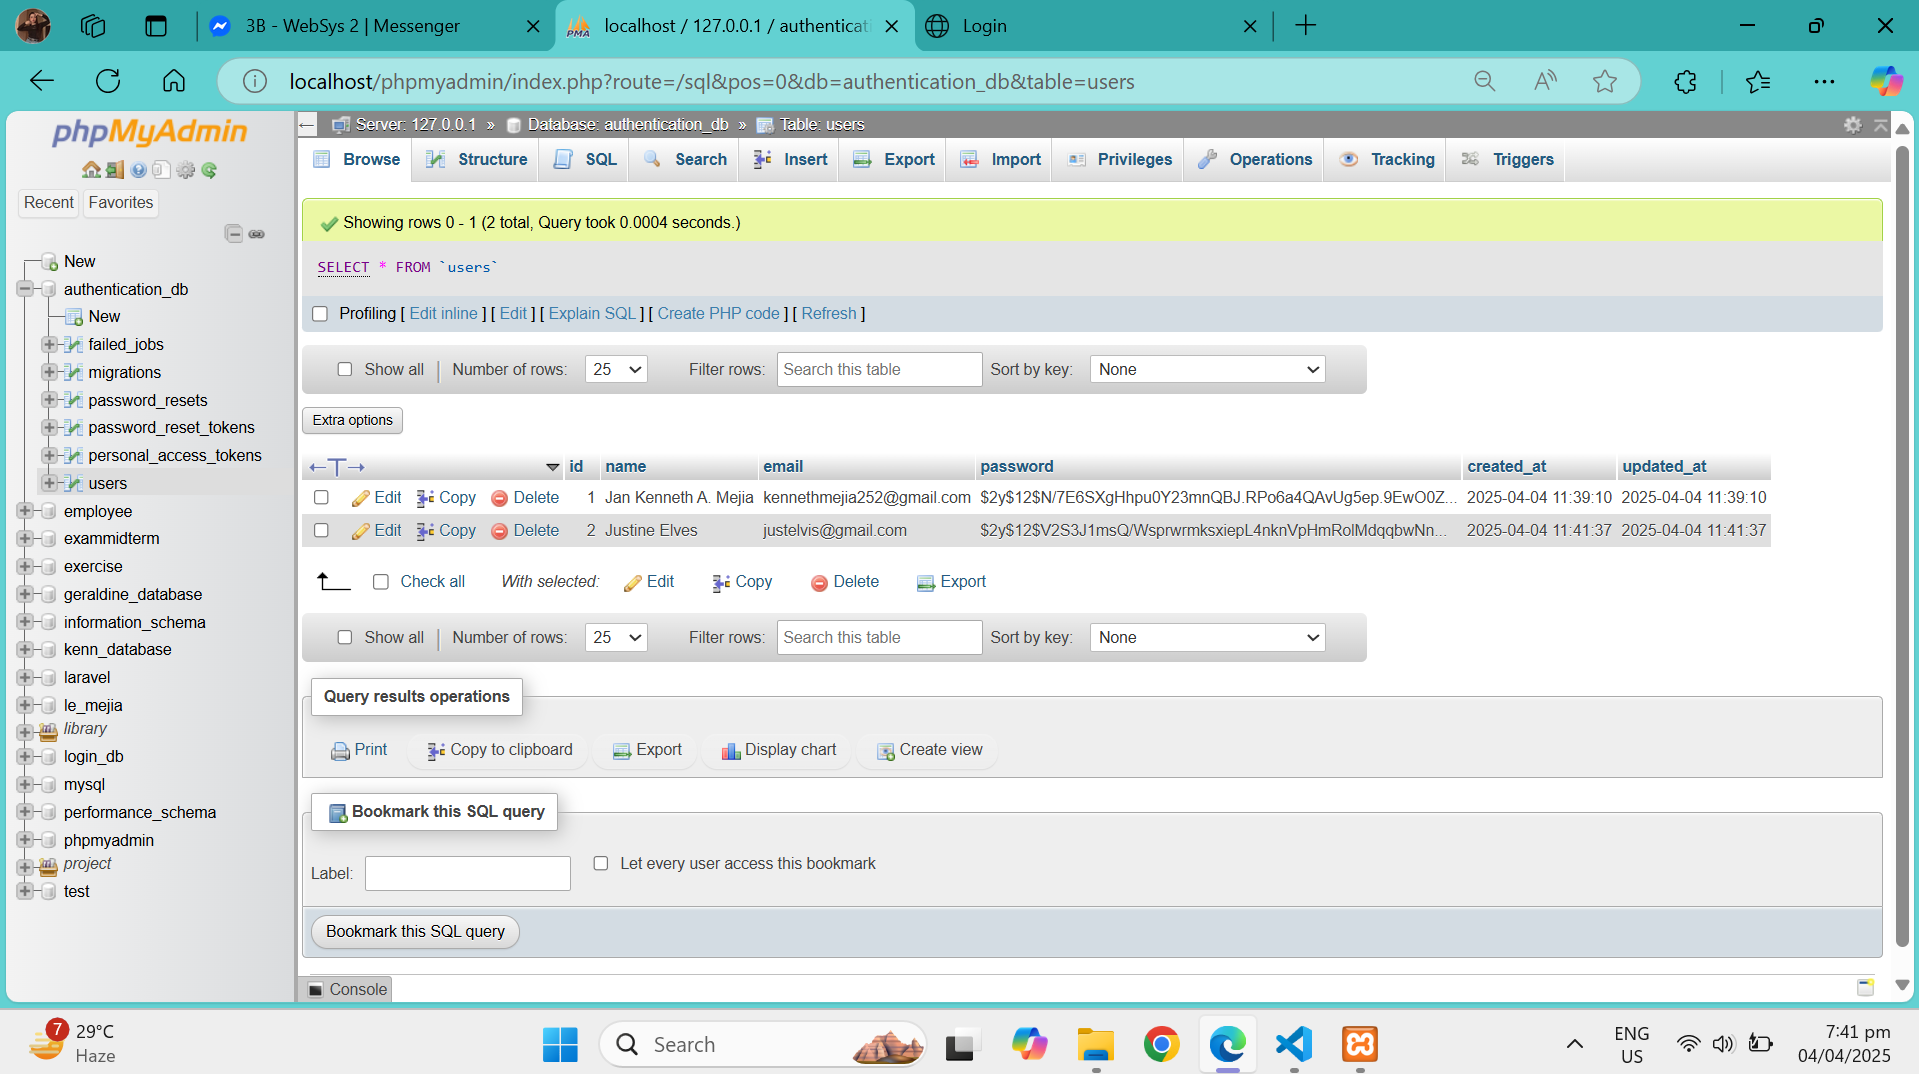 3B - WebSys 2 | Messenger
localhost / 127.0.0.1 / authenticati
Login
localhost/phpmyadmin/index.php?route=/sql&pos=0&db=authentication_db&table=users
phpMyAdmin
Recent
Favorites
New
authentication_db
New
failed_jobs
migrations
password_resets
password_reset_tokens
personal_access_tokens
users
employee
exammidterm
exercise
geraldine_database
information_schema
kenn_database
laravel
le_mejia
library
login_db
mysql
performance_schema
phpmyadmin
project
test
Server: 127.0.0.1 » Database: authentication_db » Table: users
Browse Structure SQL Search Insert Export Import Privileges Operations Tracking Triggers
Showing rows 0 - 1 (2 total, Query took 0.0004 seconds.)
SELECT * FROM `users`
Profiling [ Edit inline ] [ Edit ] [ Explain SQL ] [ Create PHP code ] [ Refresh ]
Show all | Number of rows: 25 Filter rows: Search this table Sort by key: None
Extra options
id name email password created_at updated_at
Edit Copy Delete 1 Jan Kenneth A. Mejia kennethmejia252@gmail.com $2y$12$N/7E6SXgHhpu0Y23mnQBJ.RPo6a4QAvUg5ep.9EwO0Z... 2025-04-04 11:39:10 2025-04-04 11:39:10
Edit Copy Delete 2 Justine Elves justelvis@gmail.com $2y$12$V2S3J1msQ/WsprwrmksxiepL4nknVpHmRolMdqqbwNn... 2025-04-04 11:41:37 2025-04-04 11:41:37
Check all With selected: Edit Copy Delete Export
Show all | Number of rows: 25 Filter rows: Search this table Sort by key: None
Query results operations
Print Copy to clipboard Export Display chart Create view
Bookmark this SQL query
Label: Let every user access this bookmark
Bookmark this SQL query
Console
7
29°C
Haze
Search
ENG
US
7:41 pm
04/04/2025